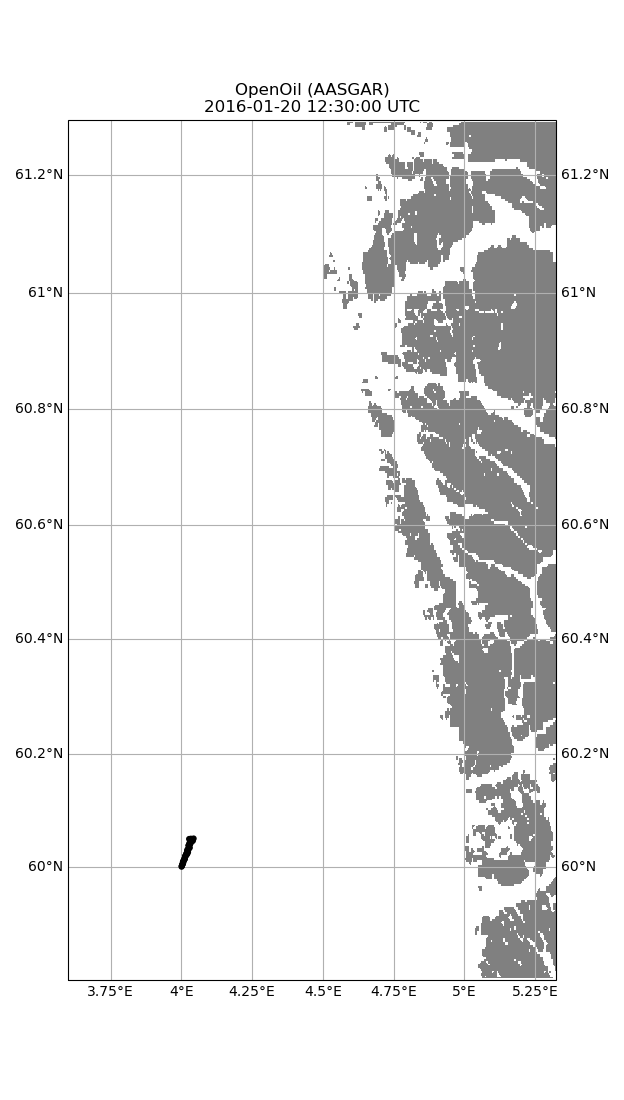 OpenOil (AASGAR)
2016-01-20 12:30:00 UTC
61.2°N 61.2°N
61°N 61°N
60.8°N 60.8°N
60.6°N 60.6°N
60.4°N 60.4°N
60.2°N 60.2°N
60°N 60°N
3.75°E 4°E 4.25°E 4.5°E 4.75°E 5°E 5.25°E